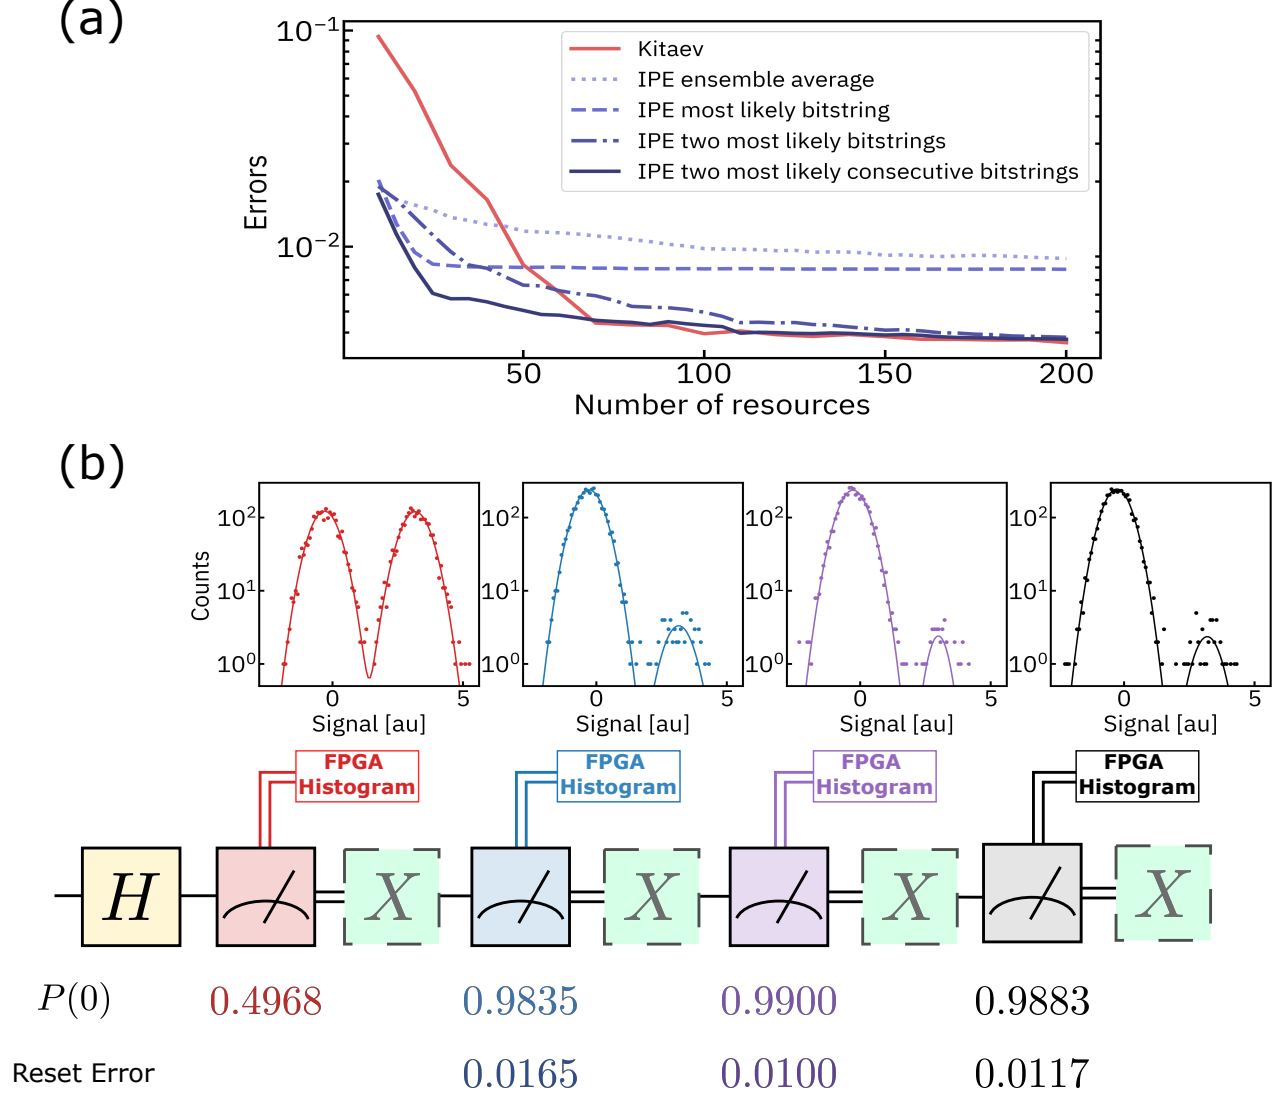 (a)
10⁻¹
10⁻²
Errors
Kitaev
IPE ensemble average
IPE most likely bitstring
IPE two most likely bitstrings
IPE two most likely consecutive bitstrings
50 100 150 200
Number of resources
(b)
Counts
10² 10² 10² 10²
10¹ 10¹ 10¹ 10¹
10⁰ 10⁰ 10⁰ 10⁰
0 5 0 5 0 5 0 5
Signal [au] Signal [au] Signal [au] Signal [au]
FPGA FPGA FPGA FPGA
Histogram Histogram Histogram Histogram
H X X X X
P(0) 0.4968 0.9835 0.9900 0.9883
Reset Error 0.0165 0.0100 0.0117